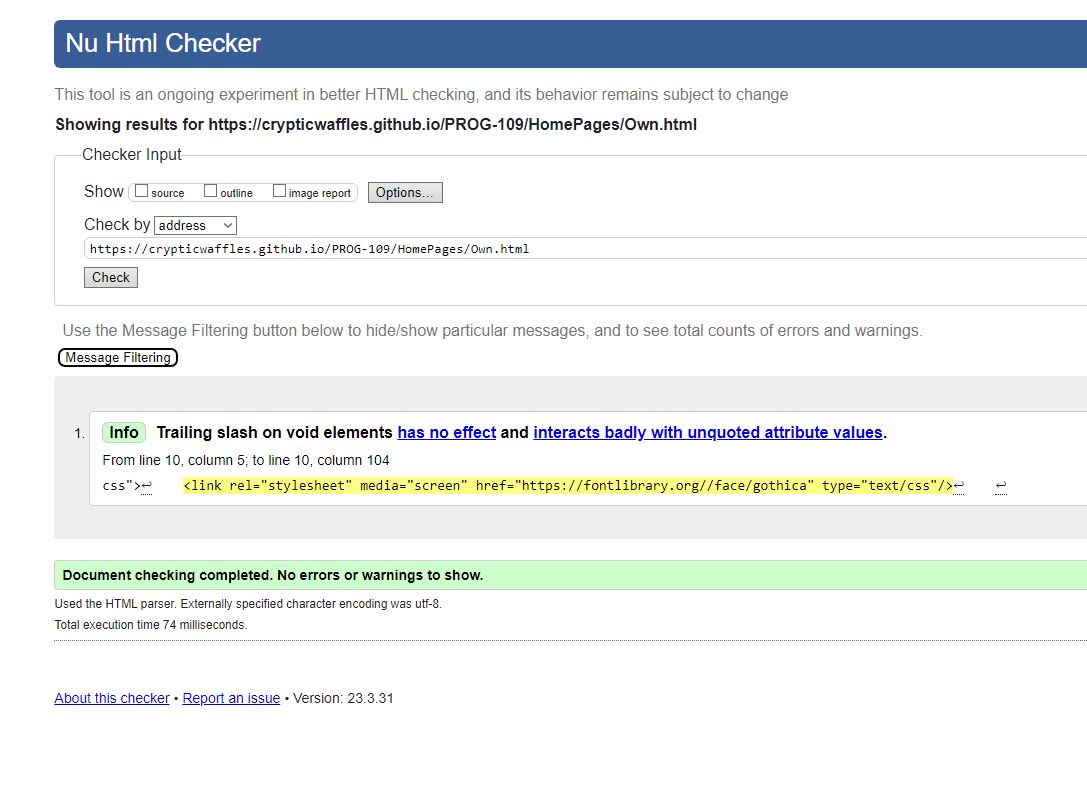 Nu Html Checker
This tool is an ongoing experiment in better HTML checking, and its behavior remains subject to change
Showing results for https://crypticwaffles.github.io/PROG-109/HomePages/Own.html
Checker Input
Show source outline image report Options...
Check by address
https://crypticwaffles.github.io/PROG-109/HomePages/Own.html
Check
Use the Message Filtering button below to hide/show particular messages, and to see total counts of errors and warnings.
Message Filtering
1. Info Trailing slash on void elements has no effect and interacts badly with unquoted attribute values.
From line 10, column 5; to line 10, column 104
css">↩ <link rel="stylesheet" media="screen" href="https://fontlibrary.org//face/gothica" type="text/css"/>↩ ↩
Document checking completed. No errors or warnings to show.
Used the HTML parser. Externally specified character encoding was utf-8.
Total execution time 74 milliseconds.
About this checker • Report an issue • Version: 23.3.31